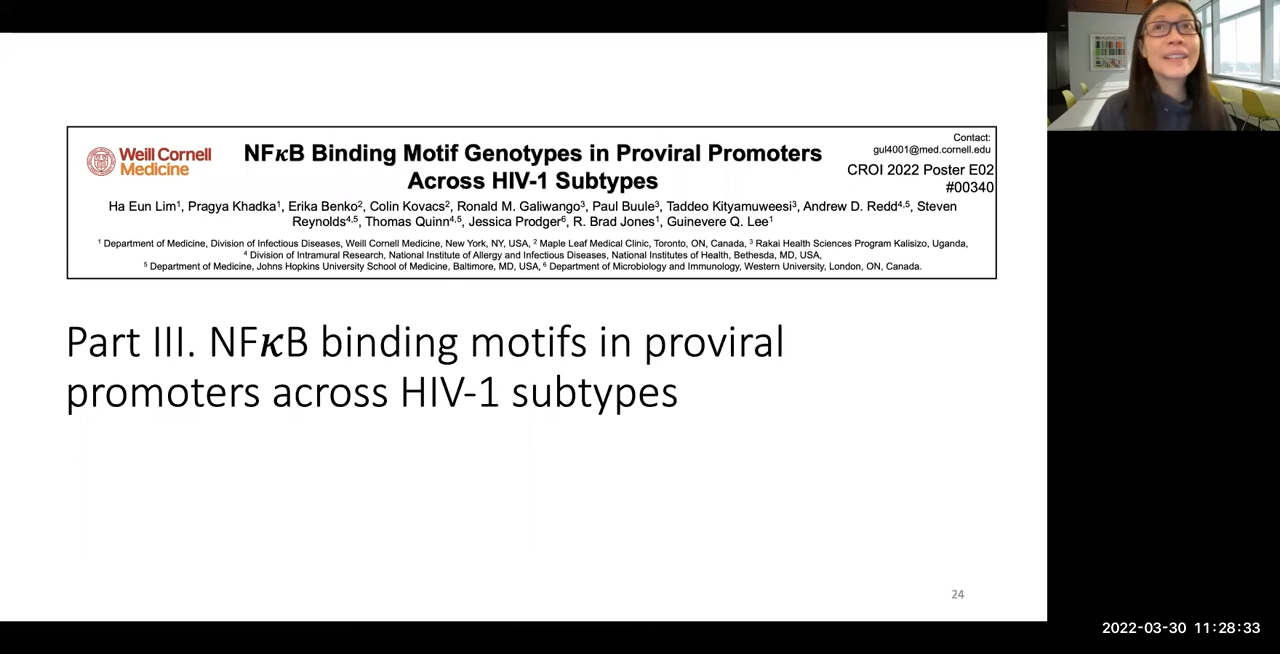 Weill Cornell
Medicine
NF𝜅B Binding Motif Genotypes in Proviral Promoters
Across HIV-1 Subtypes
Contact:
gul4001@med.cornell.edu
CROI 2022 Poster E02
#00340
Ha Eun Lim¹, Pragya Khadka¹, Erika Benko², Colin Kovacs², Ronald M. Galiwango³, Paul Buule³, Taddeo Kityamuweesi³, Andrew D. Redd⁴,⁵, Steven
Reynolds⁴,⁵, Thomas Quinn⁴,⁵, Jessica Prodger⁶, R. Brad Jones¹, Guinevere Q. Lee¹
¹ Department of Medicine, Division of Infectious Diseases, Weill Cornell Medicine, New York, NY, USA, ² Maple Leaf Medical Clinic, Toronto, ON, Canada, ³ Rakai Health Sciences Program Kalisizo, Uganda,
⁴ Division of Intramural Research, National Institute of Allergy and Infectious Diseases, National Institutes of Health, Bethesda, MD, USA,
⁵ Department of Medicine, Johns Hopkins University School of Medicine, Baltimore, MD, USA, ⁶ Department of Microbiology and Immunology, Western University, London, ON, Canada.
Part III. NF𝜅B binding motifs in proviral
promoters across HIV-1 subtypes
24
2022-03-30 11:28:33